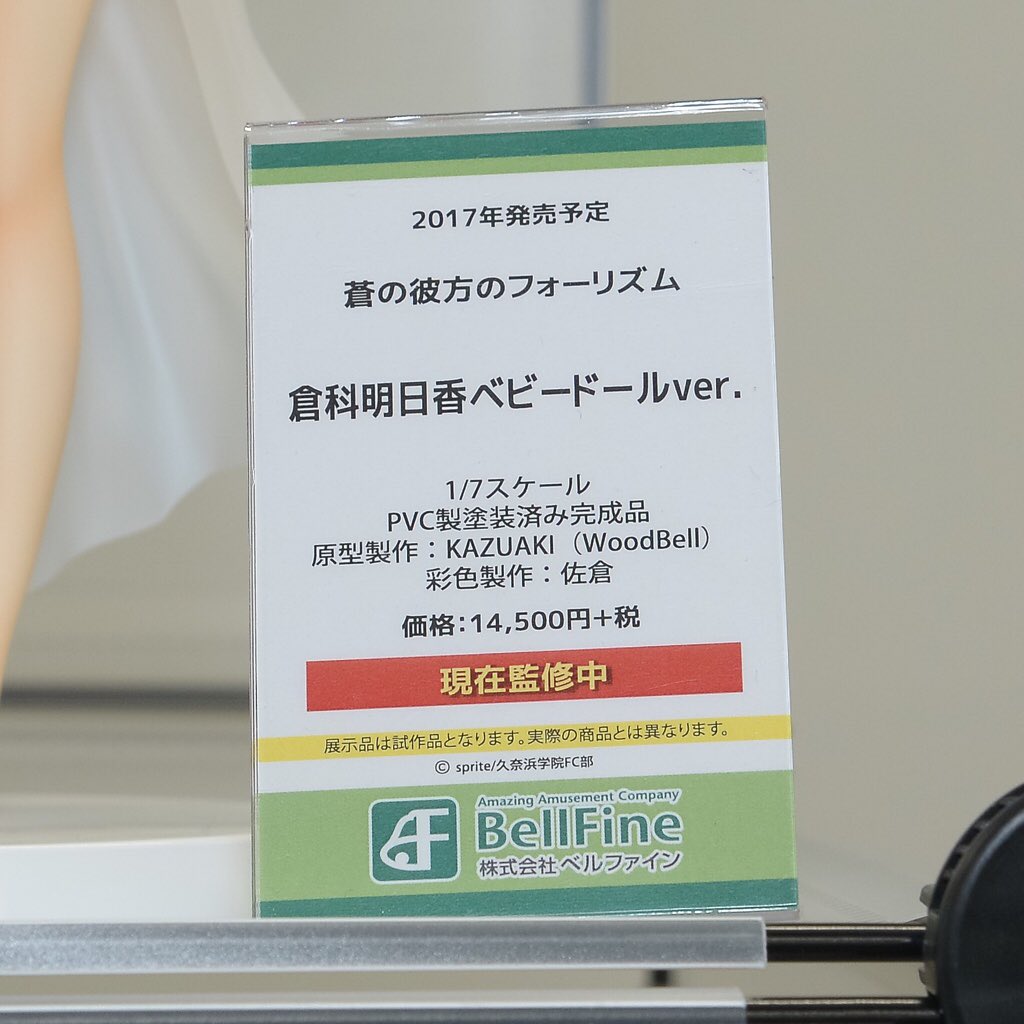 2017年発売予定
蒼の彼方のフォーリズム
倉科明日香ベビードールver.
1/7スケール
PVC製塗装済み完成品
原型製作：KAZUAKI（WoodBell）
彩色製作：佐倉
価格：14,500円+税
現在監修中
展示品は試作品となります。実際の商品とは異なります。
© sprite/久奈浜学院FC部
Amazing Amusement Company
BellFine
株式会社ベルファイン